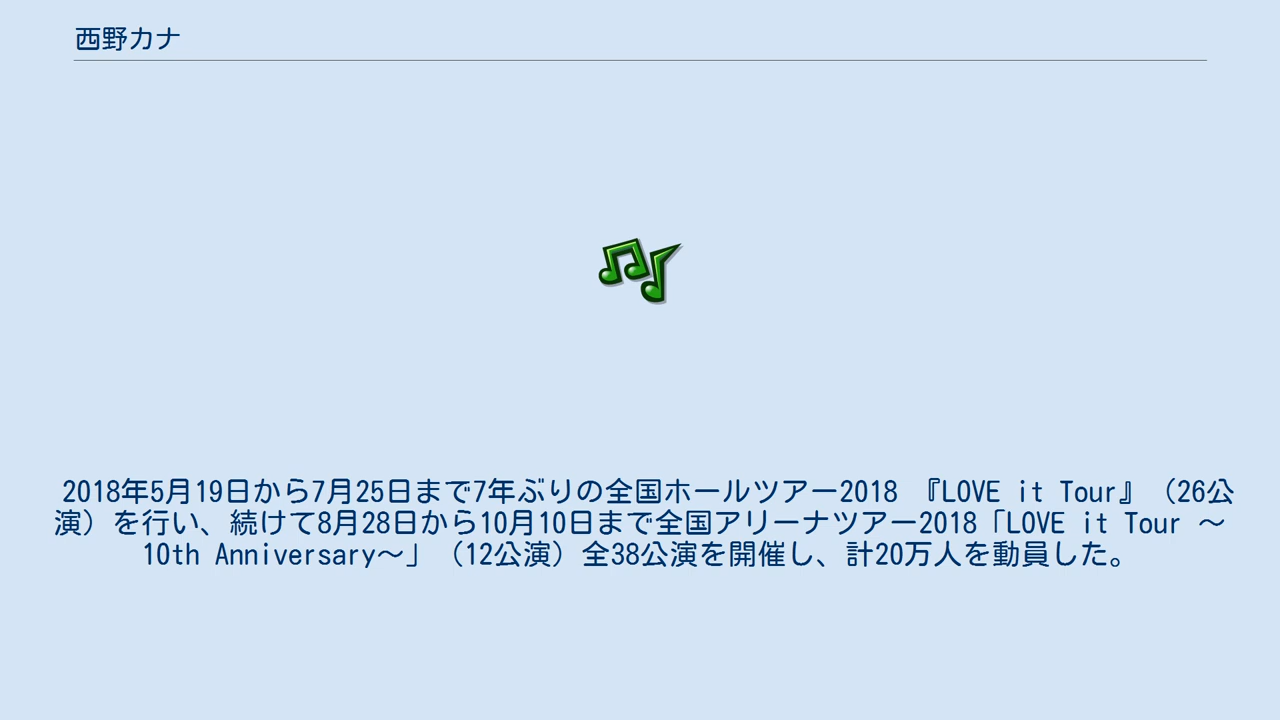 西野カナ
2018年5月19日から7月25日まで7年ぶりの全国ホールツアー2018 『LOVE it Tour』（26公
演）を行い、続けて8月28日から10月10日まで全国アリーナツアー2018「LOVE it Tour ～
10th Anniversary～」（12公演）全38公演を開催し、計20万人を動員した。